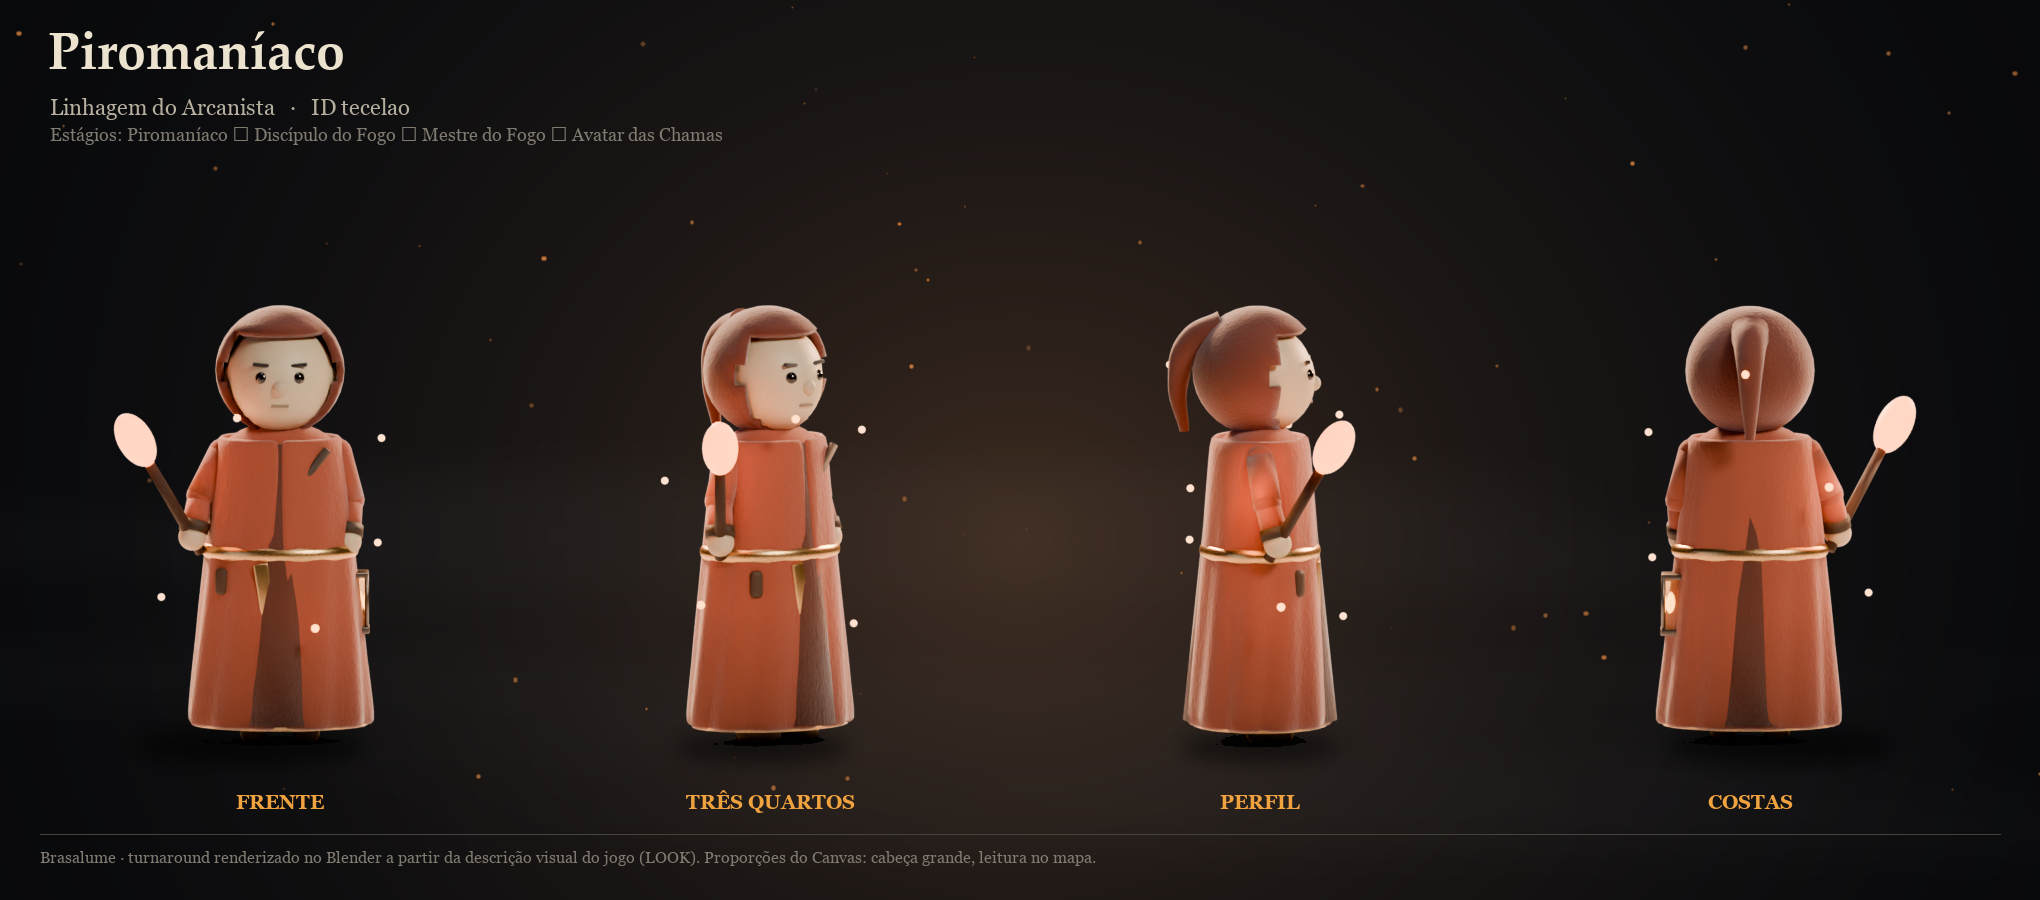 Piromaníaco
Linhagem do Arcanista · ID tecelao
Estágios: Piromaníaco □ Discípulo do Fogo □ Mestre do Fogo □ Avatar das Chamas
FRENTE
TRÊS QUARTOS
PERFIL
COSTAS
Brasalume · turnaround renderizado no Blender a partir da descrição visual do jogo (LOOK). Proporções do Canvas: cabeça grande, leitura no mapa.